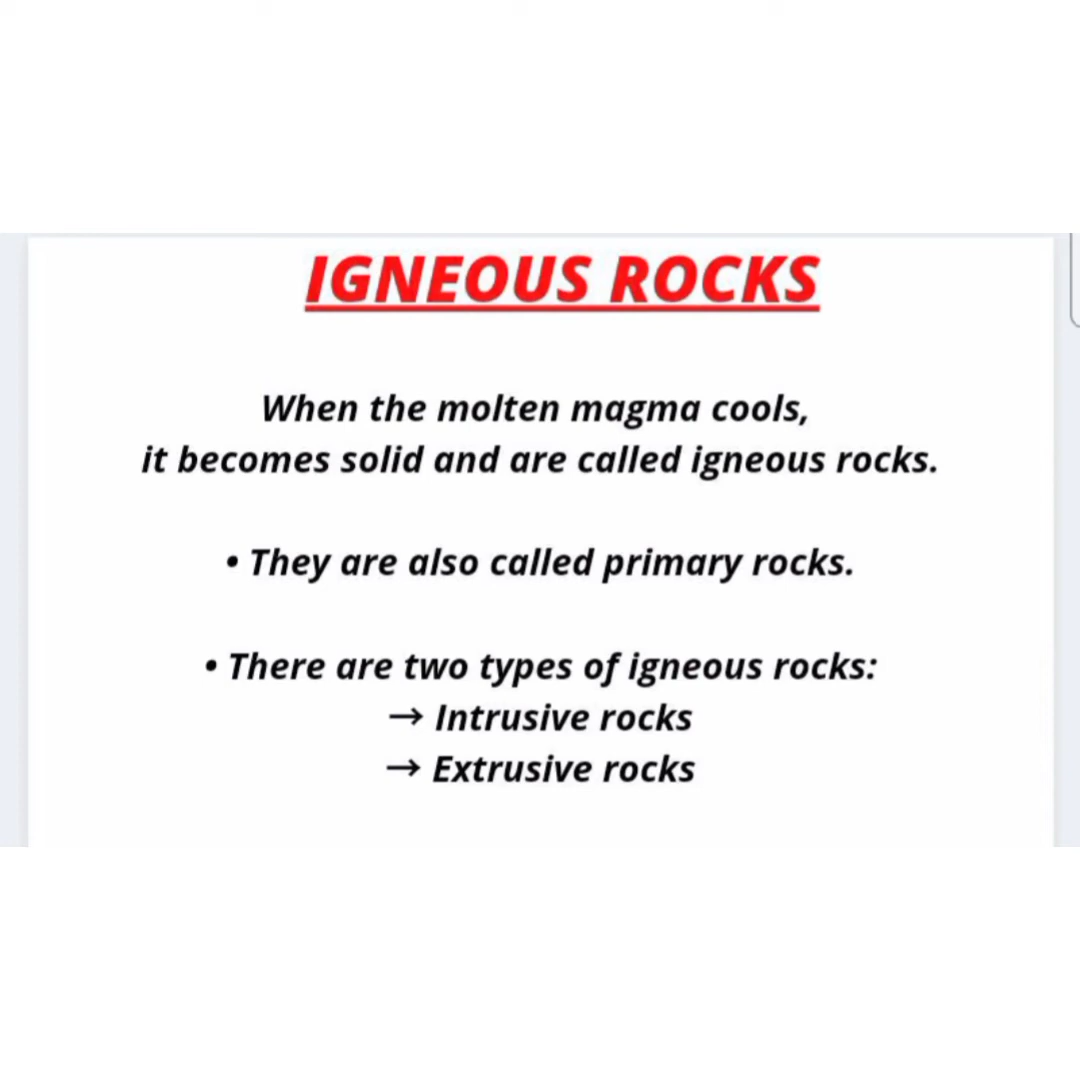 IGNEOUS ROCKS
When the molten magma cools,
it becomes solid and are called igneous rocks.
• They are also called primary rocks.
• There are two types of igneous rocks:
→ Intrusive rocks
→ Extrusive rocks